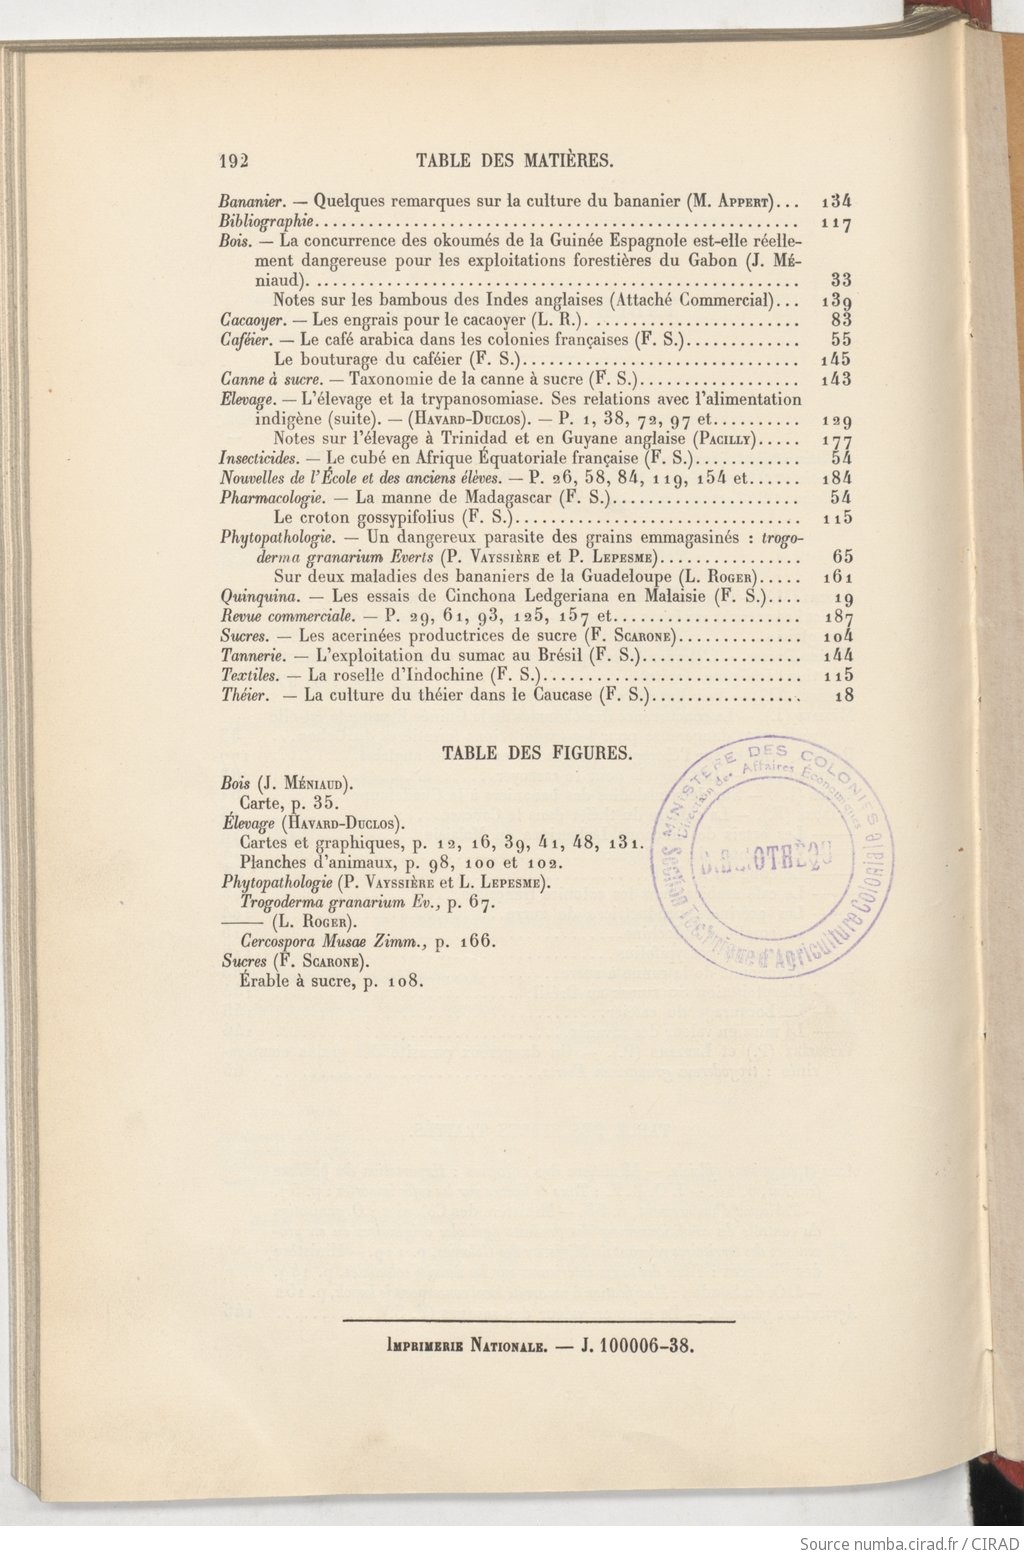 192 TABLE DES MATIÈRES.
Bananier. — Quelques remarques sur la culture du bananier (M. APPERT)... 134
Bibliographie.................................................. 117
Bois. — La concurrence des okoumés de la Guinée Espagnole est-elle réelle-
ment dangereuse pour les exploitations forestières du Gabon (J. MÉ-
niaud). .................................................. 33
Notes sur les bambous des Indes anglaises (Attaché Commercial)... 139
Cacaoyer. — Les engrais pour le cacaoyer (L. R.). ...................... 83
Caféier. — Le café arabica dans les colonies françaises (F. S.)............ 55
Le bouturage du caféier (F. S.)............................. 145
Canne à sucre. — Taxonomie de la canne à sucre (F. S.)................. 143
Elevage. — L'élevage et la trypanosomiase. Ses relations avec l'alimentation
indigène (suite). — (HAVARD-DUCLOS). — P. 1, 38, 72, 97 et.......... 129
Notes sur l'élevage à Trinidad et en Guyane anglaise (PACILLY)..... 177
Insecticides. — Le cubé en Afrique Équatoriale française (F. S.)............ 54
Nouvelles de l'École et des anciens élèves. — P. 26, 58, 84, 119, 154 et...... 184
Pharmacologie. — La manne de Madagascar (F. S.).................... 54
Le croton gossypifolius (F. S.).............................. 115
Phytopathologie. — Un dangereux parasite des grains emmagasinés : trogo-
derma granarium Everts (P. VAYSSIÈRE et P. LEPESME)............... 65
Sur deux maladies des bananiers de la Guadeloupe (L. ROGER)..... 161
Quinquina. — Les essais de Cinchona Ledgeriana en Malaisie (F. S.).... 19
Revue commerciale. — P. 29, 61, 93, 125, 157 et.................... 187
Sucres. — Les acerinées productrices de sucre (F. SCARONE)............. 104
Tannerie. — L'exploitation du sumac au Brésil (F. S.)................. 144
Textiles. — La roselle d'Indochine (F. S.)........................... 115
Théier. — La culture du théier dans le Caucase (F. S.)................. 18
TABLE DES FIGURES.
Bois (J. MÉNIAUD).
Carte, p. 35.
Élevage (HAVARD-DUCLOS).
Cartes et graphiques, p. 12, 16, 39, 41, 48, 131.
Planches d'animaux, p. 98, 100 et 102.
Phytopathologie (P. VAYSSIÈRE et L. LEPESME).
Trogoderma granarium Ev., p. 67.
——— (L. ROGER).
Cercospora Musae Zimm., p. 166.
Sucres (F. SCARONE).
Érable à sucre, p. 108.
MINISTÈRE DES COLONIES
Direction des Affaires Économiques
Section Technique d'Agriculture Coloniale
IMPRIMERIE NATIONALE. — J. 100006-38.
Source numba.cirad.fr / CIRAD